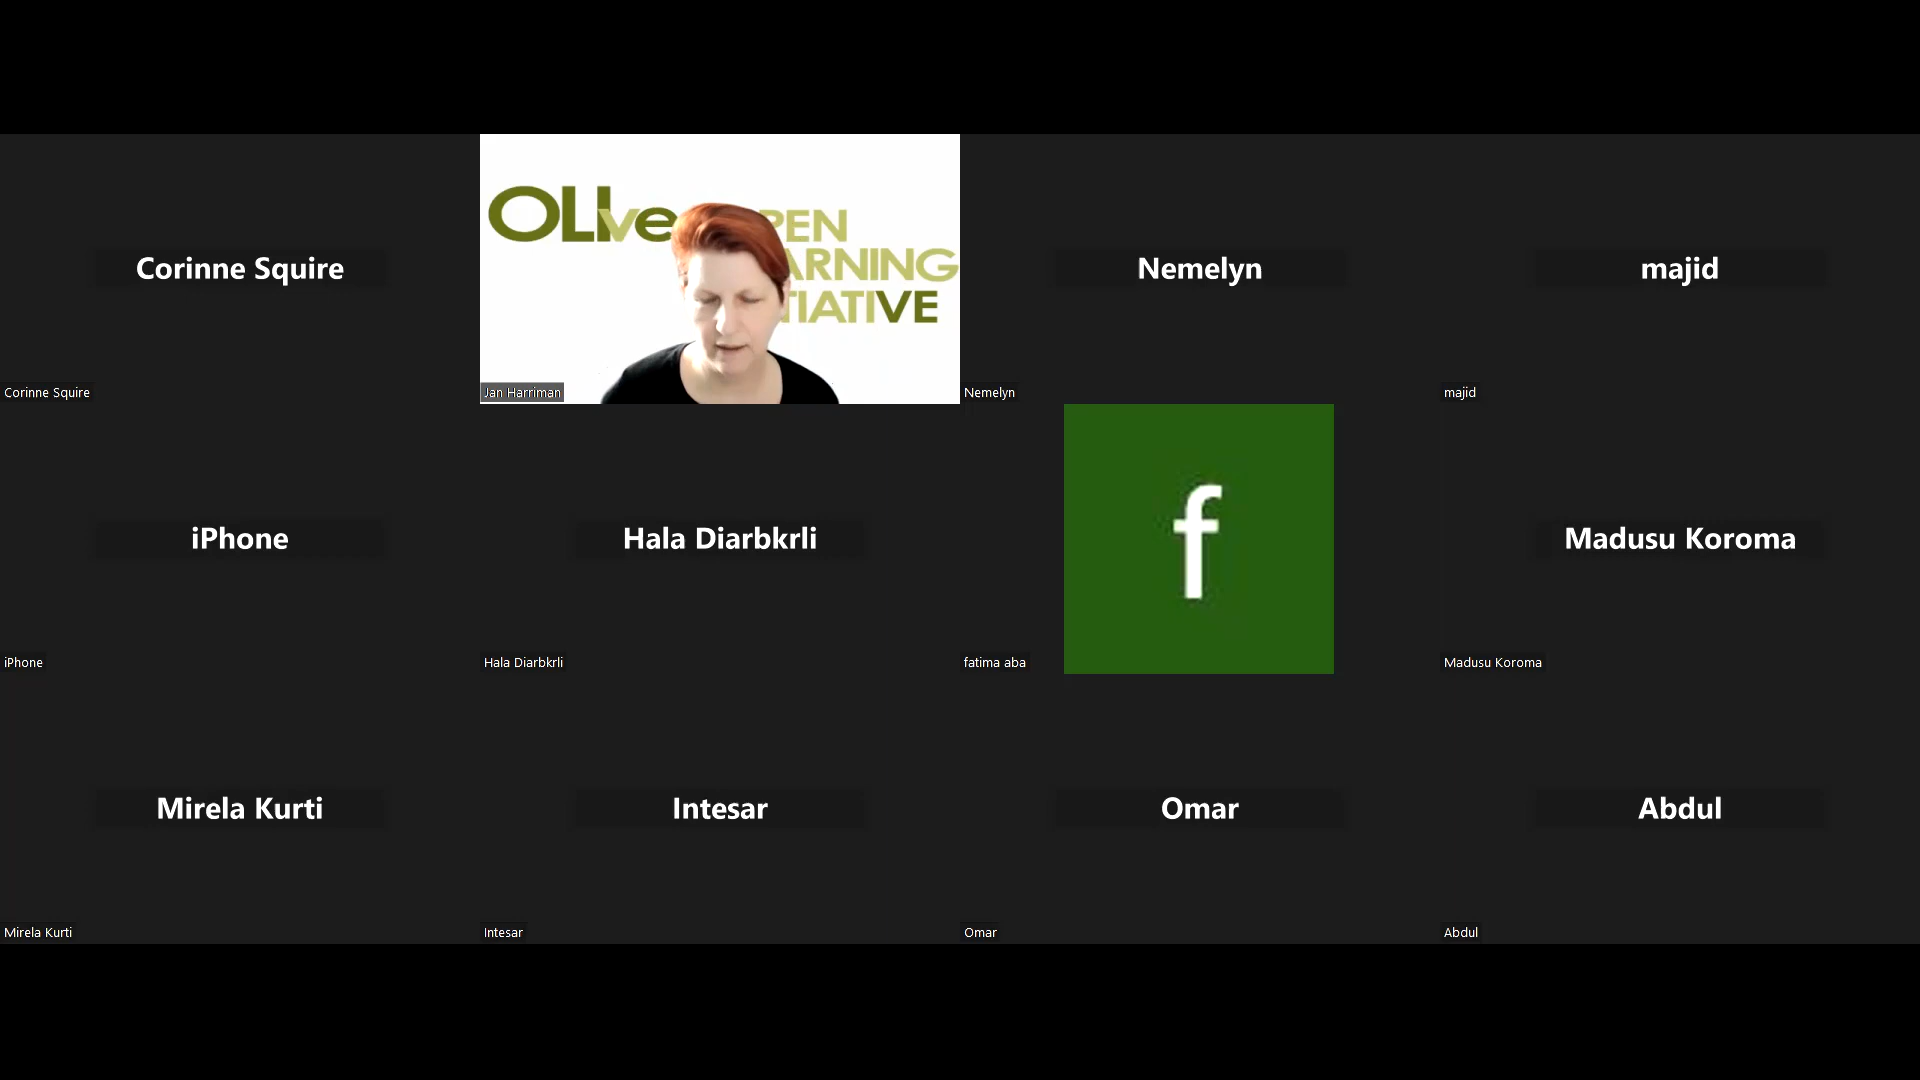 Corinne Squire
Corinne Squire
OLIve
PEN
ARNING
TIATIVE
Jan Harriman
Nemelyn
Nemelyn
majid
majid
iPhone
iPhone
Hala Diarbkrli
Hala Diarbkrli
f
fatima aba
Madusu Koroma
Madusu Koroma
Mirela Kurti
Mirela Kurti
Intesar
Intesar
Omar
Omar
Abdul
Abdul